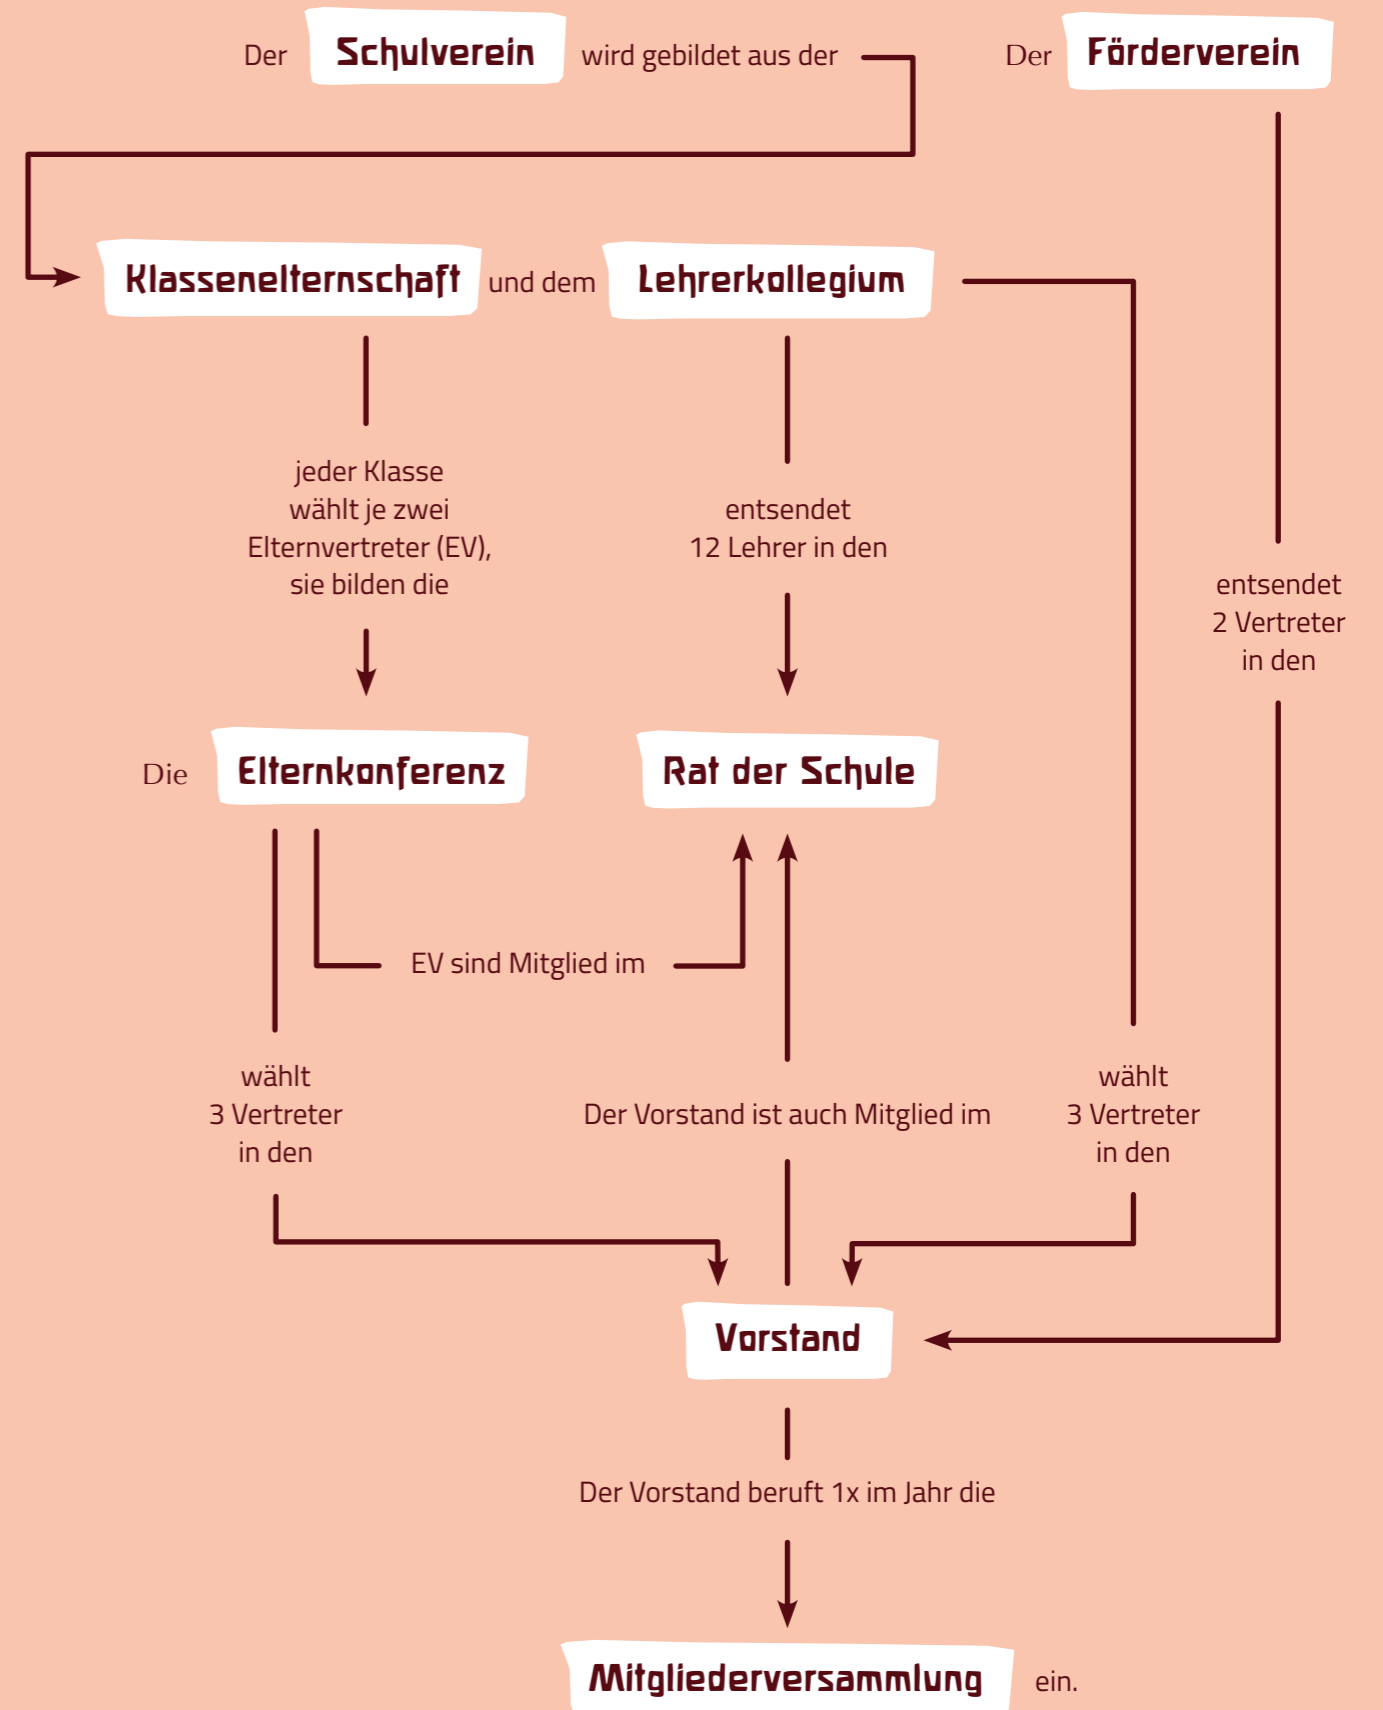 Der Schulverein wird gebildet aus der
Der Förderverein
Klassenelternschaft und dem Lehrerkollegium
jeder Klasse
wählt je zwei
Elternvertreter (EV),
sie bilden die
entsendet
12 Lehrer in den
entsendet
2 Vertreter
in den
Die Elternkonferenz
Rat der Schule
EV sind Mitglied im
wählt
3 Vertreter
in den
Der Vorstand ist auch Mitglied im
wählt
3 Vertreter
in den
Vorstand
Der Vorstand beruft 1x im Jahr die
Mitgliederversammlung ein.